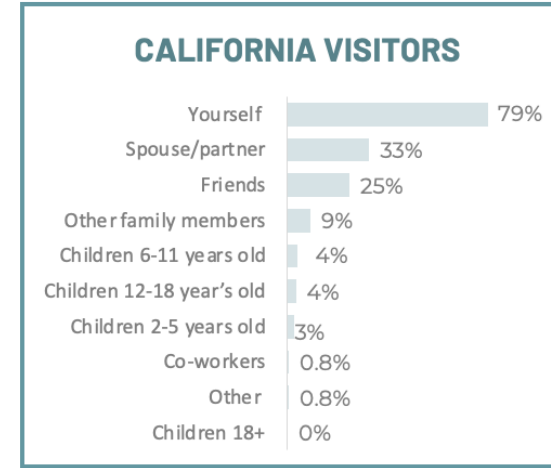 CALIFORNIA VISITORS
Yourself 79%
Spouse/partner 33%
Friends 25%
Other family members 9%
Children 6-11 years old 4%
Children 12-18 year's old 4%
Children 2-5 years old 3%
Co-workers 0.8%
Other 0.8%
Children 18+ 0%